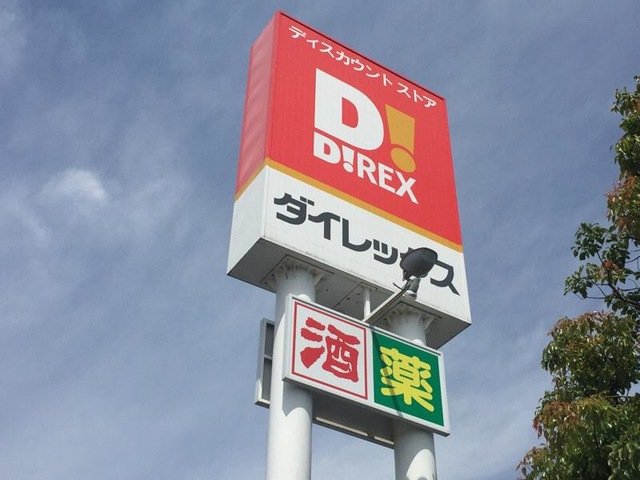 ディスカウント ストア
D!
D!REX
ダイレックス
酒 薬